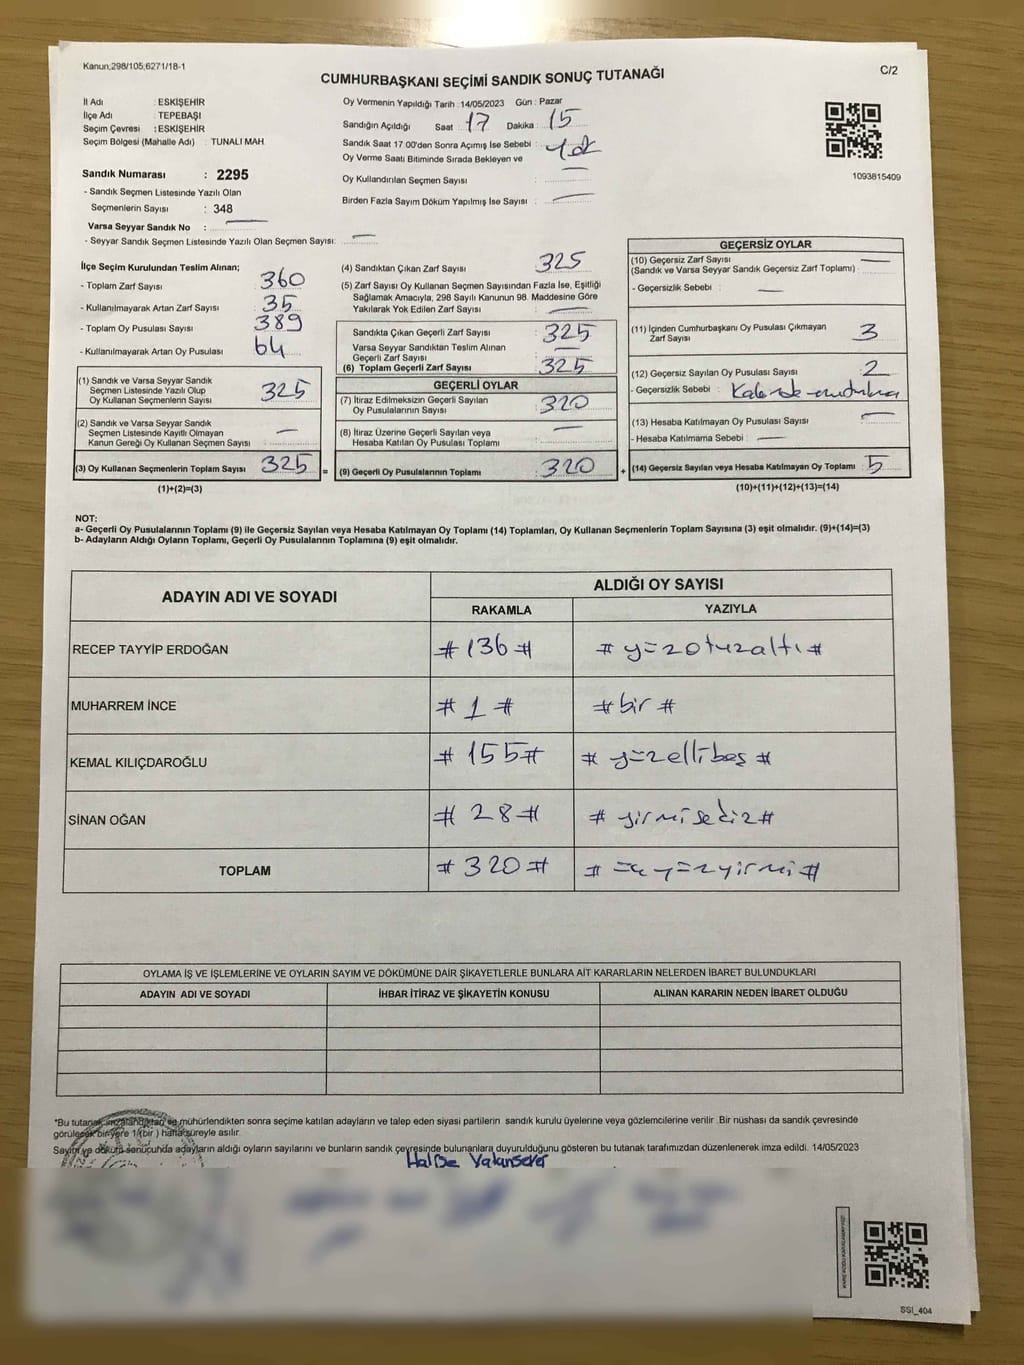 Kanun;298/105;6271/18-1
C/2
CUMHURBAŞKANI SEÇİMİ SANDIK SONUÇ TUTANAĞI
İl Adı : ESKİŞEHİR
İlçe Adı : TEPEBAŞI
Seçim Çevresi : ESKİŞEHİR
Seçim Bölgesi (Mahalle Adı) : TUNALI MAH
Sandık Numarası : 2295
- Sandık Seçmen Listesinde Yazılı Olan
Seçmenlerin Sayısı : 348
Varsa Seyyar Sandık No :
- Seyyar Sandık Seçmen Listesinde Yazılı Olan Seçmen Sayısı:
Oy Vermenin Yapıldığı Tarih :14/05/2023 Gün : Pazar
Sandığın Açıldığı Saat : 17 Dakika : 15
Sandık Saat 17.00'den Sonra Açımış İse Sebebi : Yok
Oy Verme Saati Bitiminde Sırada Bekleyen ve
Oy Kullandırılan Seçmen Sayısı :
Birden Fazla Sayım Döküm Yapılmış İse Sayısı :
1093815409
İlçe Seçim Kurulundan Teslim Alınan;
- Toplam Zarf Sayısı : 360
- Kullanılmayarak Artan Zarf Sayısı : 35
- Toplam Oy Pusulası Sayısı : 389
- Kullanılmayarak Artan Oy Pusulası : 64
(1) Sandık ve Varsa Seyyar Sandık
Seçmen Listesinde Yazılı Olup
Oy Kullanan Seçmenlerin Sayısı : 325
(2) Sandık ve Varsa Seyyar Sandık
Seçmen Listesinde Kayıtlı Olmayan
Kanun Gereği Oy Kullanan Seçmen Sayısı : –
(3) Oy Kullanan Seçmenlerin Toplam Sayısı : 325 =
(1)+(2)=(3)
(4) Sandıktan Çıkan Zarf Sayısı : 325
(5) Zarf Sayısı Oy Kullanan Seçmen Sayısından Fazla İse, Eşitliği
Sağlamak Amacıyla, 298 Sayılı Kanunun 98. Maddesine Göre
Yakılarak Yok Edilen Zarf Sayısı :
Sandıkta Çıkan Geçerli Zarf Sayısı : 325
Varsa Seyyar Sandıktan Teslim Alınan
Geçerli Zarf Sayısı : –
(6) Toplam Geçerli Zarf Sayısı : 325
GEÇERLİ OYLAR
(7) İtiraz Edilmeksizin Geçerli Sayılan
Oy Pusulalarının Sayısı : 320
(8) İtiraz Üzerine Geçerli Sayılan veya
Hesaba Katılan Oy Pusulası Toplamı : –
(9) Geçerli Oy Pusulalarının Toplamı : 320 +
GEÇERSİZ OYLAR
(10) Geçersiz Zarf Sayısı
(Sandık ve Varsa Seyyar Sandık Geçersiz Zarf Toplamı) : –
- Geçersizlik Sebebi : –
(11) İçinden Cumhurbaşkanı Oy Pusulası Çıkmayan
Zarf Sayısı : 3
(12) Geçersiz Sayılan Oy Pusulası Sayısı : 2
- Geçersizlik Sebebi :
(13) Hesaba Katılmayan Oy Pusulası Sayısı : –
- Hesaba Katılmama Sebebi : –
(14) Geçersiz Sayılan veya Hesaba Katılmayan Oy Toplamı : 5
(10)+(11)+(12)+(13)=(14)
NOT:
a- Geçerli Oy Pusulalarının Toplamı (9) ile Geçersiz Sayılan veya Hesaba Katılmayan Oy Toplamı (14) Toplamları, Oy Kullanan Seçmenlerin Toplam Sayısına (3) eşit olmalıdır. (9)+(14)=(3)
b- Adayların Aldığı Oyların Toplamı, Geçerli Oy Pusulalarının Toplamına (9) eşit olmalıdır.
ADAYIN ADI VE SOYADI
ALDIĞI OY SAYISI
RAKAMLA YAZIYLA
RECEP TAYYİP ERDOĞAN #136# #yüzotuzaltı#
MUHARREM İNCE #1# #bir#
KEMAL KILIÇDAROĞLU #155# #yüzellibeş#
SİNAN OĞAN #28# #yirmisekiz#
TOPLAM #320# #üçyüzyirmi#
OYLAMA İŞ VE İŞLEMLERİNE VE OYLARIN SAYIM VE DÖKÜMÜNE DAİR ŞİKAYETLERLE BUNLARA AİT KARARLARIN NELERDEN İBARET BULUNDUKLARI
ADAYIN ADI VE SOYADI İHBAR İTİRAZ VE ŞİKAYETİN KONUSU ALINAN KARARIN NEDEN İBARET OLDUĞU
*Bu tutanak imzalandıktan ve mühürlendikten sonra seçime katılan adayların ve talep eden siyasi partilerin sandık kurulu üyelerine veya gözlemcilerine verilir. Bir nüshası da sandık çevresinde
görülecek bir yere 1 (bir ) hafta süreyle asılır.
Sayım ve döküm sonucunda adayların aldığı oyların sayılarını ve bunların sandık çevresinde bulunanlara duyurulduğunu gösteren bu tutanak tarafımızdan düzenlenerek imza edildi. 14/05/2023
SSI_404